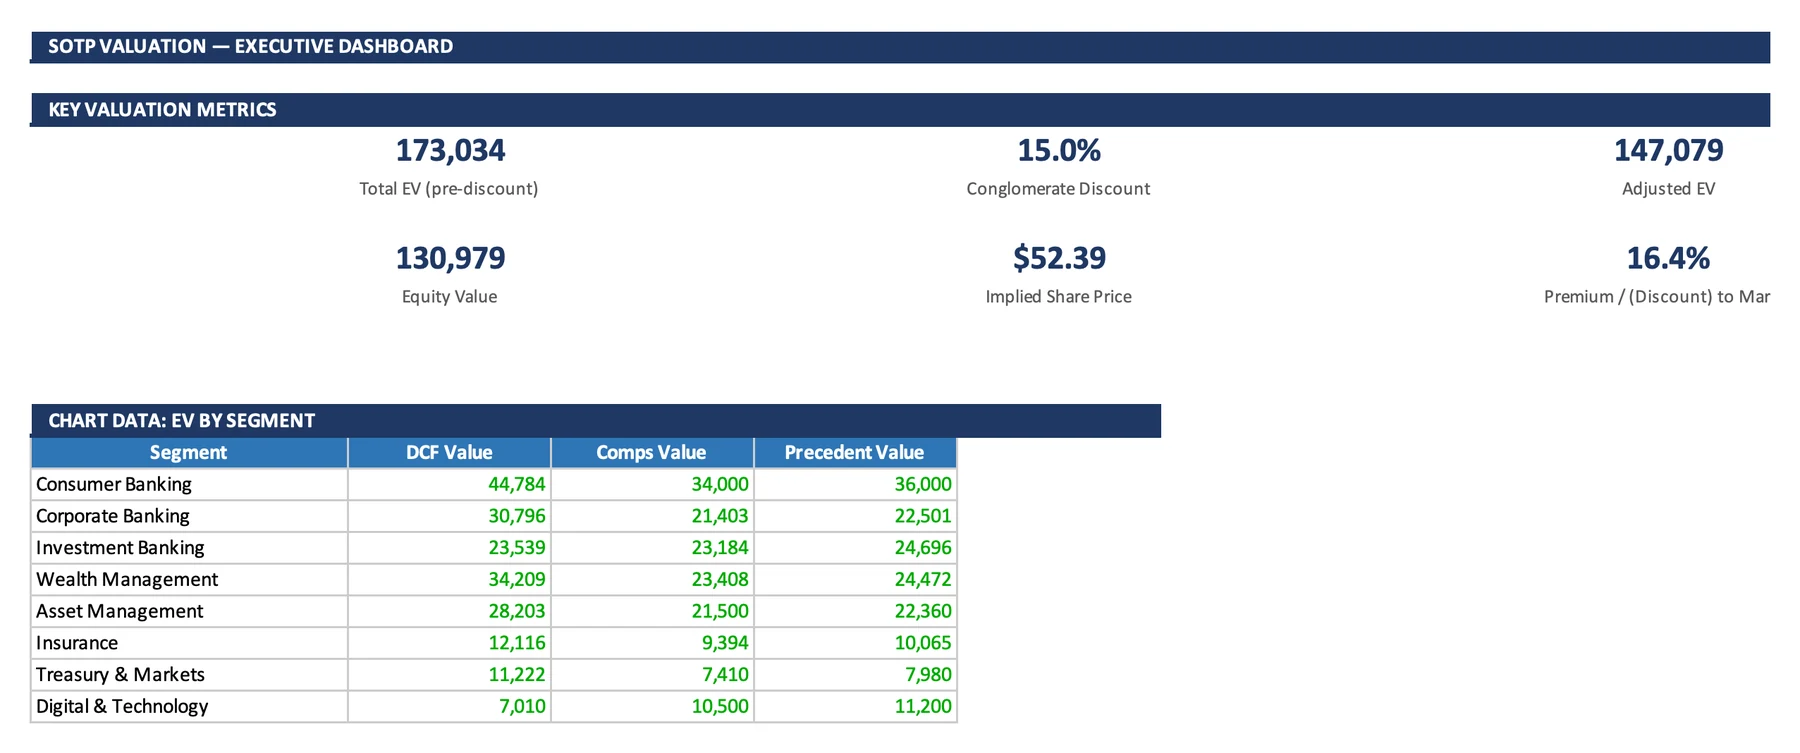 SOTP VALUATION — EXECUTIVE DASHBOARD
KEY VALUATION METRICS
173,034 15.0% 147,079
Total EV (pre-discount) Conglomerate Discount Adjusted EV
130,979 $52.39 16.4%
Equity Value Implied Share Price Premium / (Discount) to Mar
CHART DATA: EV BY SEGMENT
Segment DCF Value Comps Value Precedent Value
Consumer Banking 44,784 34,000 36,000
Corporate Banking 30,796 21,403 22,501
Investment Banking 23,539 23,184 24,696
Wealth Management 34,209 23,408 24,472
Asset Management 28,203 21,500 22,360
Insurance 12,116 9,394 10,065
Treasury & Markets 11,222 7,410 7,980
Digital & Technology 7,010 10,500 11,200